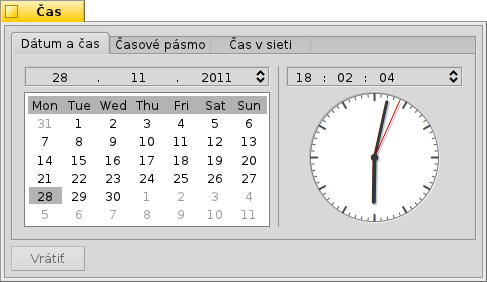 Čas
Dátum a čas Časové pásmo Čas v sieti
28 . 11 . 2011 18 : 02 : 04
Mon Tue Wed Thu Fri Sat Sun
31 1 2 3 4 5 6
7 8 9 10 11 12 13
14 15 16 17 18 19 20
21 22 23 24 25 26 27
28 29 30 1 2 3 4
5 6 7 8 9 10 11
Vrátiť